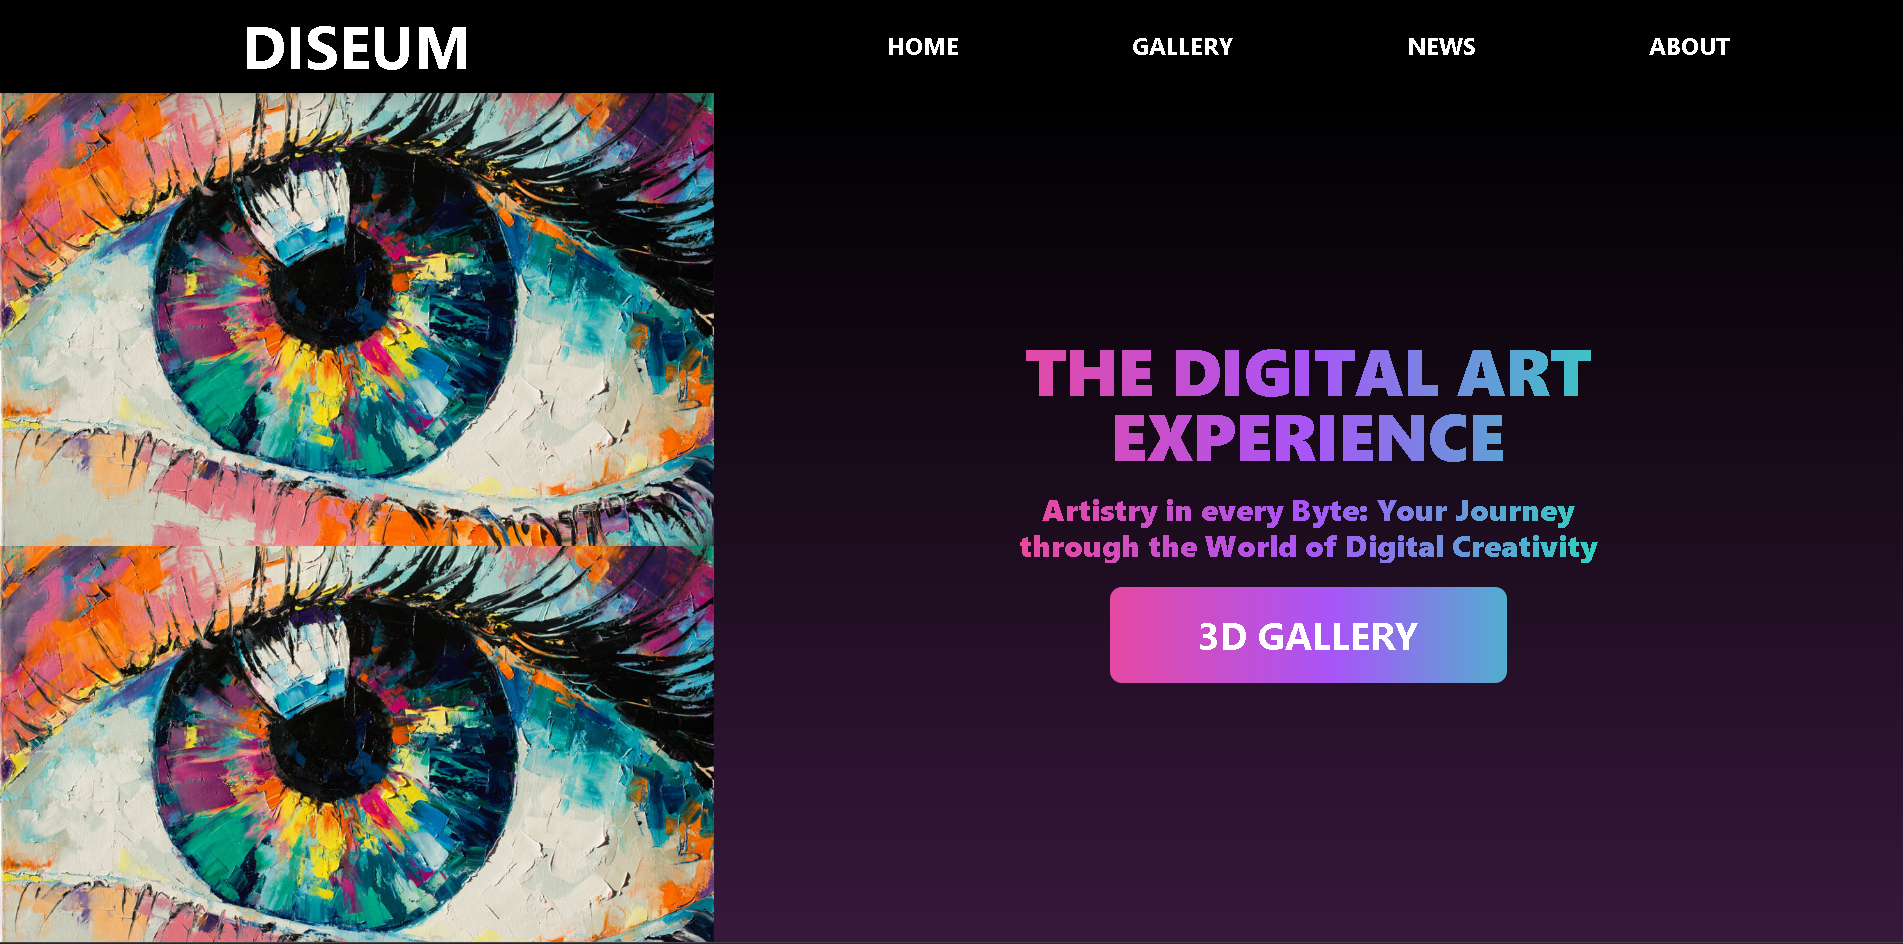 DISEUM
HOME
GALLERY
NEWS
ABOUT
THE DIGITAL ART
EXPERIENCE
Artistry in every Byte: Your Journey
through the World of Digital Creativity
3D GALLERY